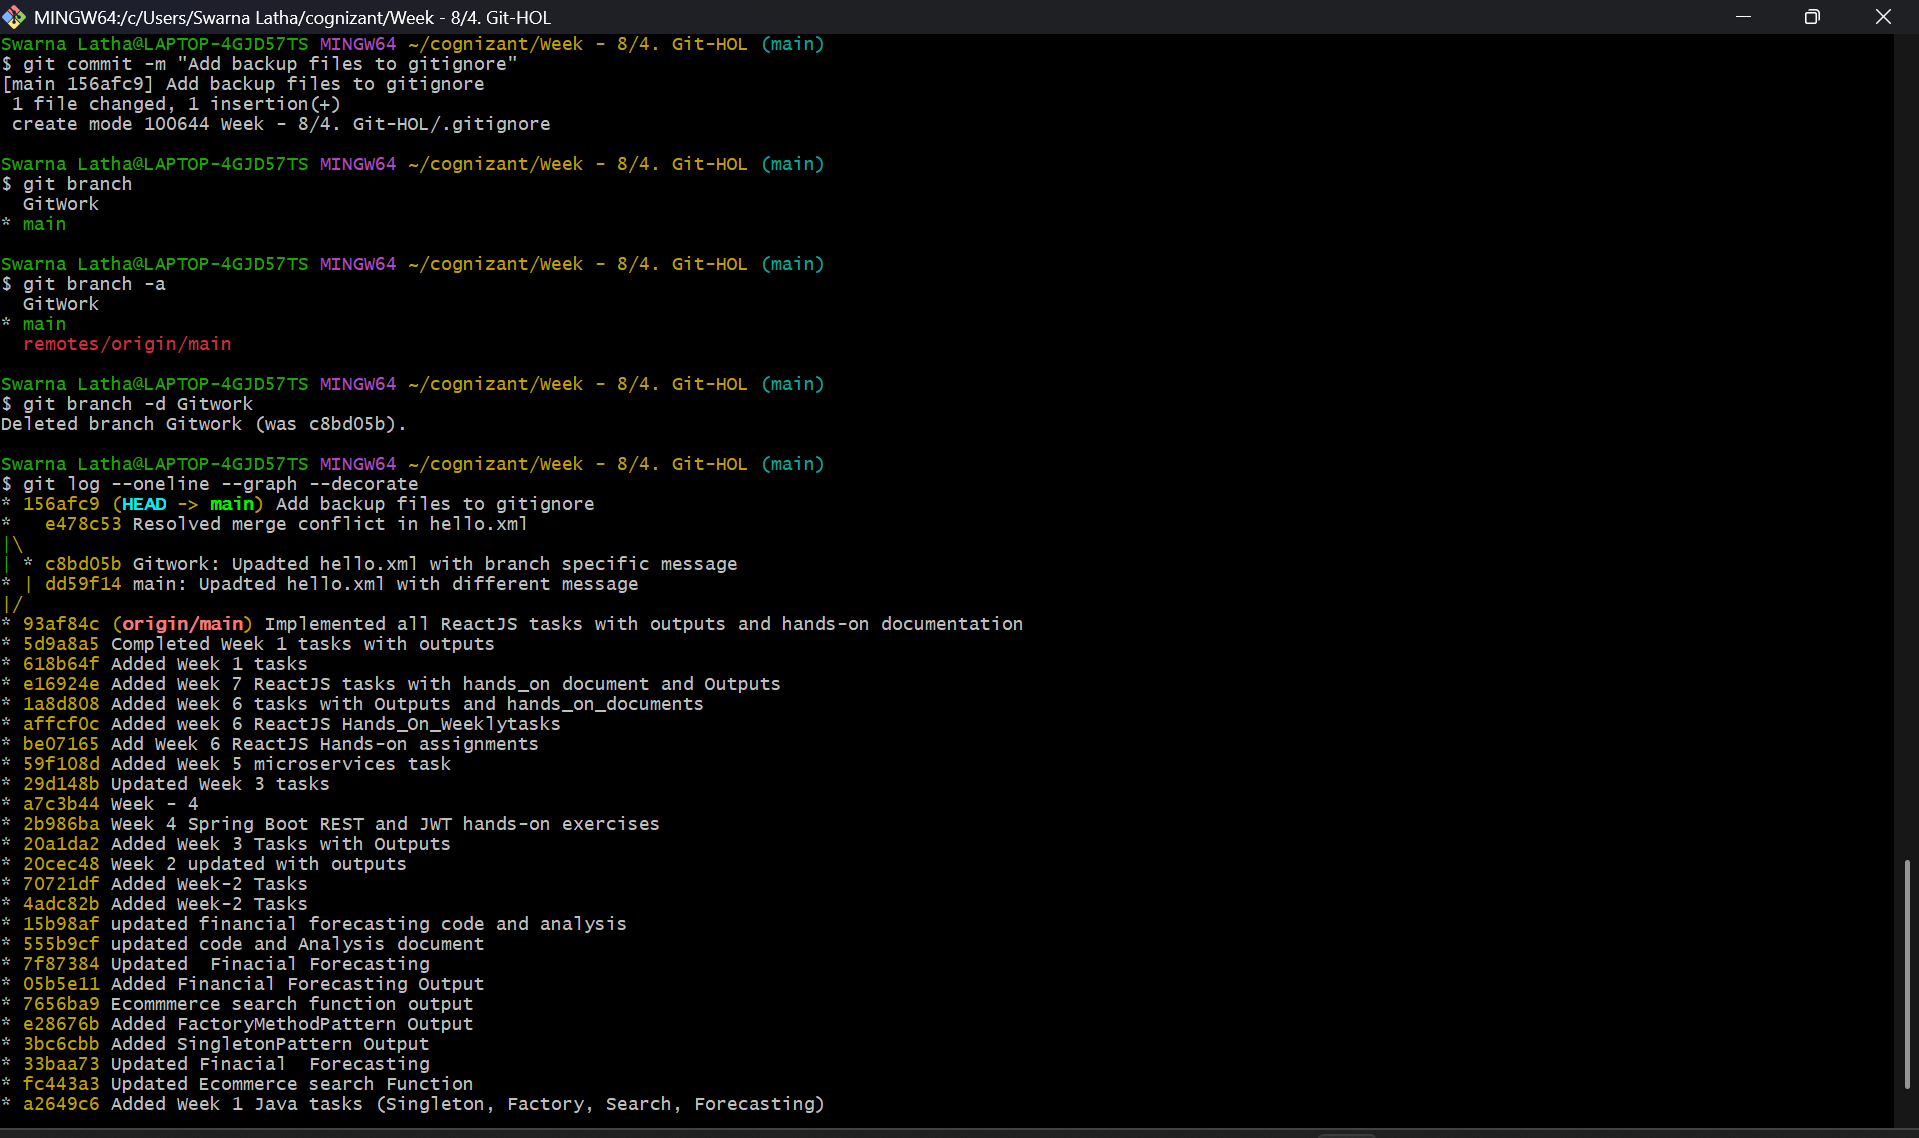 MINGW64:/c/Users/Swarna Latha/cognizant/Week - 8/4. Git-HOL
Swarna Latha@LAPTOP-4GJD57TS MINGW64 ~/cognizant/Week - 8/4. Git-HOL (main)
$ git commit -m "Add backup files to gitignore"
[main 156afc9] Add backup files to gitignore
 1 file changed, 1 insertion(+)
 create mode 100644 Week - 8/4. Git-HOL/.gitignore
Swarna Latha@LAPTOP-4GJD57TS MINGW64 ~/cognizant/Week - 8/4. Git-HOL (main)
$ git branch
  GitWork
* main
Swarna Latha@LAPTOP-4GJD57TS MINGW64 ~/cognizant/Week - 8/4. Git-HOL (main)
$ git branch -a
  GitWork
* main
  remotes/origin/main
Swarna Latha@LAPTOP-4GJD57TS MINGW64 ~/cognizant/Week - 8/4. Git-HOL (main)
$ git branch -d Gitwork
Deleted branch Gitwork (was c8bd05b).
Swarna Latha@LAPTOP-4GJD57TS MINGW64 ~/cognizant/Week - 8/4. Git-HOL (main)
$ git log --oneline --graph --decorate
* 156afc9 (HEAD -> main) Add backup files to gitignore
*   e478c53 Resolved merge conflict in hello.xml
|\
| * c8bd05b Gitwork: Upadted hello.xml with branch specific message
* | dd59f14 main: Upadted hello.xml with different message
|/
* 93af84c (origin/main) Implemented all ReactJS tasks with outputs and hands-on documentation
* 5d9a8a5 Completed Week 1 tasks with outputs
* 618b64f Added Week 1 tasks
* e16924e Added Week 7 ReactJS tasks with hands_on document and Outputs
* 1a8d808 Added Week 6 tasks with Outputs and hands_on_documents
* affcf0c Added week 6 ReactJS Hands_On_Weeklytasks
* be07165 Add Week 6 ReactJS Hands-on assignments
* 59f108d Added Week 5 microservices task
* 29d148b Updated Week 3 tasks
* a7c3b44 Week - 4
* 2b986ba Week 4 Spring Boot REST and JWT hands-on exercises
* 20a1da2 Added Week 3 Tasks with Outputs
* 20cec48 Week 2 updated with outputs
* 70721df Added Week-2 Tasks
* 4adc82b Added Week-2 Tasks
* 15b98af updated financial forecasting code and analysis
* 555b9cf updated code and Analysis document
* 7f87384 Updated  Finacial Forecasting
* 05b5e11 Added Financial Forecasting Output
* 7656ba9 Ecommmerce search function output
* e28676b Added FactoryMethodPattern Output
* 3bc6cbb Added SingletonPattern Output
* 33baa73 Updated Finacial  Forecasting
* fc443a3 Updated Ecommerce search Function
* a2649c6 Added Week 1 Java tasks (Singleton, Factory, Search, Forecasting)